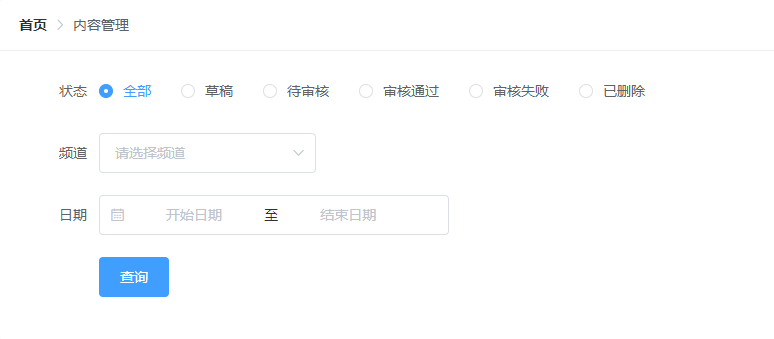 首页 > 内容管理
状态 全部 草稿 待审核 审核通过 审核失败 已删除
频道 请选择频道
日期 开始日期 至 结束日期
查询